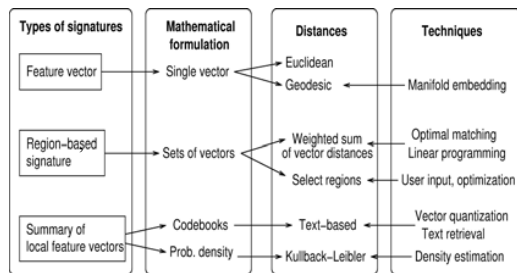 Types of signatures
Mathematical
formulation
Distances
Techniques
Feature vector
Single vector
Euclidean
Geodesic
Manifold embedding
Region-based
signature
Sets of vectors
Weighted sum
of vector distances
Select regions
Optimal matching
Linear programming
User input, optimization
Summary of
local feature vectors
Codebooks
Prob. density
Text-based
Kullback-Leibler
Vector quantization
Text retrieval
Density estimation